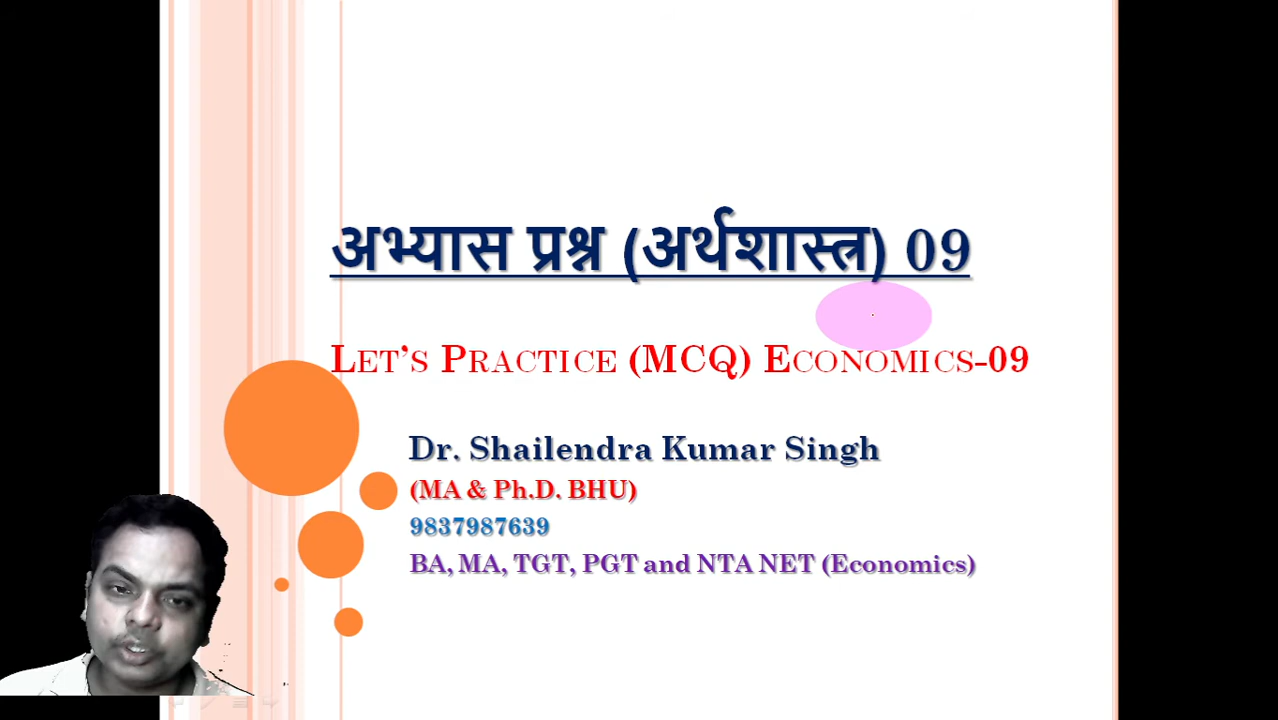 अभ्यास प्रश्न (अर्थशास्त्र) 09
LET'S PRACTICE (MCQ) ECONOMICS-09
Dr. Shailendra Kumar Singh
(MA & Ph.D. BHU)
9837987639
BA, MA, TGT, PGT and NTA NET (Economics)